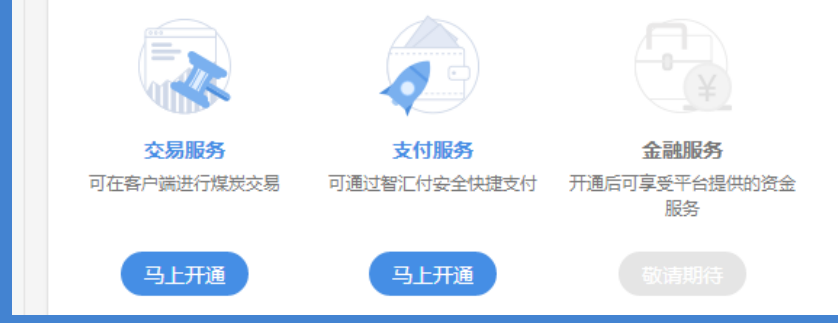 交易服务
可在客户端进行煤炭交易
马上开通
支付服务
可通过智汇付安全快捷支付
马上开通
金融服务
开通后可享受平台提供的资金
服务
敬请期待